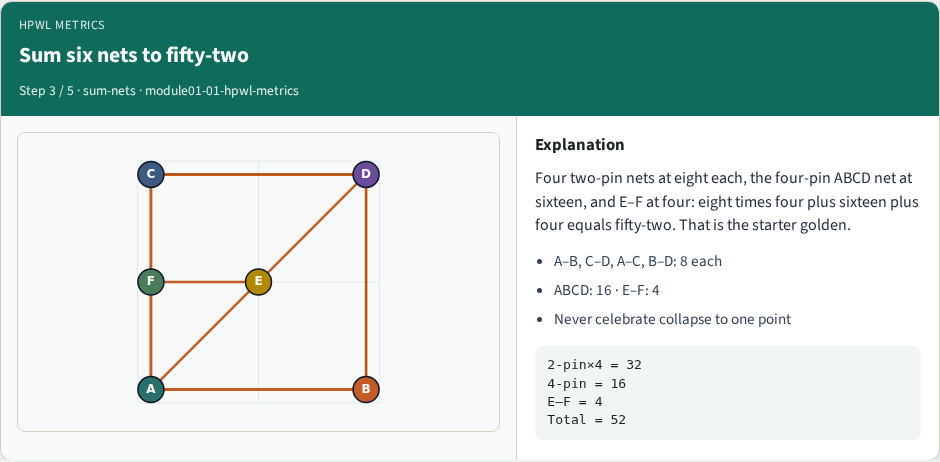 HPWL METRICS
Sum six nets to fifty-two
Step 3 / 5 · sum-nets · module01-01-hpwl-metrics
C
D
F
E
A
B
Explanation
Four two-pin nets at eight each, the four-pin ABCD net at
sixteen, and E–F at four: eight times four plus sixteen plus
four equals fifty-two. That is the starter golden.
• A–B, C–D, A–C, B–D: 8 each
• ABCD: 16 · E–F: 4
• Never celebrate collapse to one point
2-pin×4 = 32
4-pin = 16
E–F = 4
Total = 52